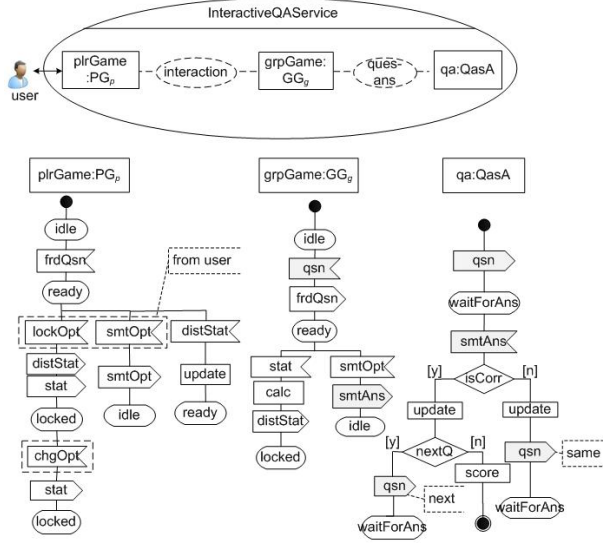 InteractiveQAService
plrGame
:PGp
interaction
grpGame:
GGg
ques-
ans
qa:QasA
user
plrGame:PGp
grpGame:GGg
qa:QasA
idle
frdQsn
ready
from user
lockOpt
smtOpt
distStat
distStat
stat
smtOpt
update
locked
idle
ready
chgOpt
stat
locked
idle
qsn
frdQsn
ready
stat
smtOpt
calc
smtAns
distStat
idle
locked
qsn
waitForAns
smtAns
[y]
isCorr
[n]
update
update
[y]
nextQ
[n]
qsn
same
qsn
score
next
waitForAns
waitForAns